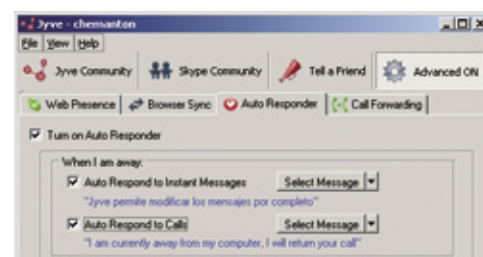 Jyve - chemanton
File View Help
Jyve Community Skype Community Tell a Friend Advanced ON
Web Presence Browser Sync Auto Responder Call Forwarding
Turn on Auto Responder
When I am away:
Auto Respond to Instant Messages Select Message
"Jyve permite modificar los mensajes por completo"
Auto Respond to Calls Select Message
"I am currently away from my computer, I will return your call"